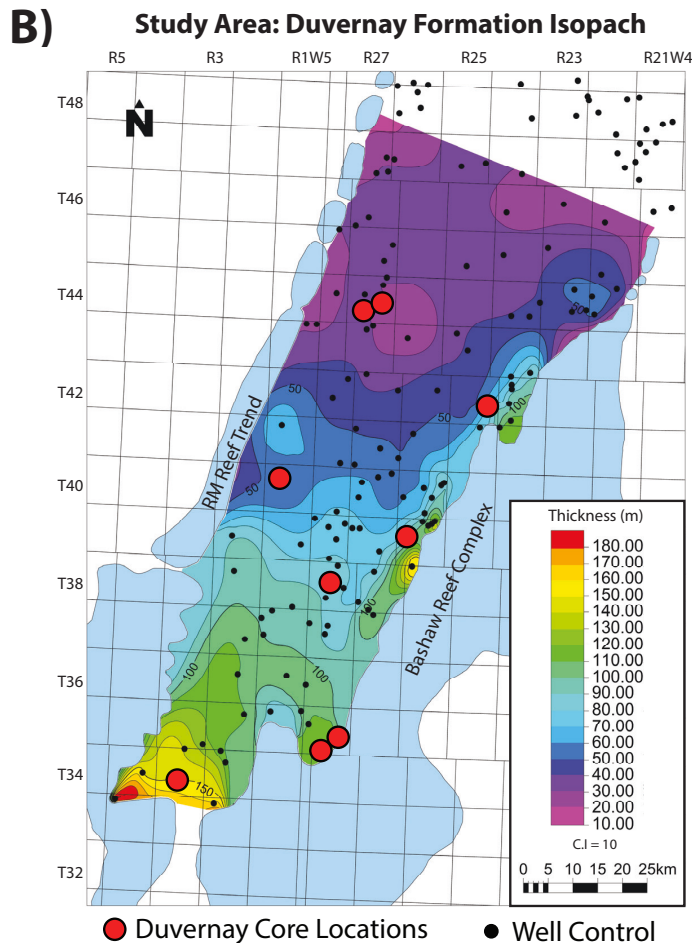 B)
Study Area: Duvernay Formation Isopach
R5 R3 R1W5 R27 R25 R23 R21W4
T48
N
T46
T44
50
T42
50
50
100
RM Reef Trend
50
T40
Bashaw Reef Complex
T38
100
100
100
T36
T34
150
T32
Thickness (m)
180.00
170.00
160.00
150.00
140.00
130.00
120.00
110.00
100.00
90.00
80.00
70.00
60.00
50.00
40.00
30.00
20.00
10.00
C.I = 10
0 5 10 15 20 25km
Duvernay Core Locations
Well Control